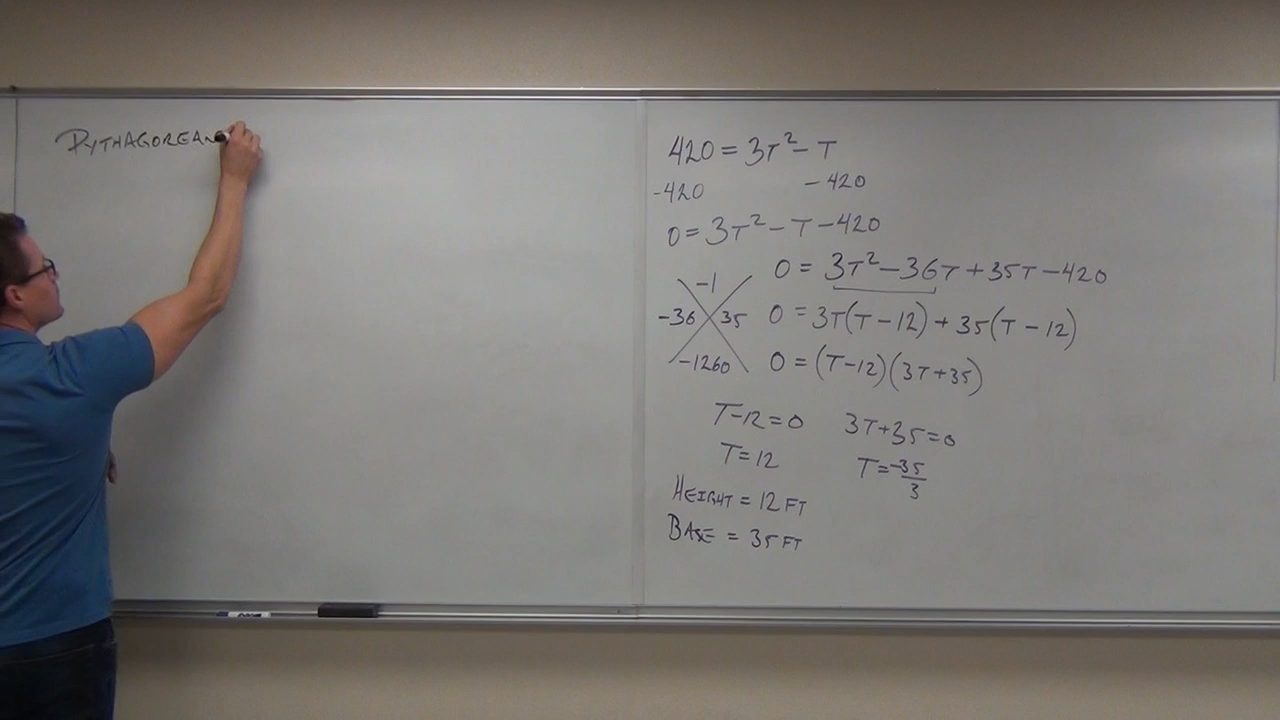 PYTHAGOREAN
420 = 3T² - T
-420 - 420
0 = 3T² - T - 420
0 = 3T² - 36T + 35T - 420
-1
-36 35
0 = 3T(T - 12) + 35(T - 12)
-1260
0 = (T - 12)(3T + 35)
T - 12 = 0 3T + 35 = 0
T = 12 T = -35/3
HEIGHT = 12 FT
BASE = 35 FT